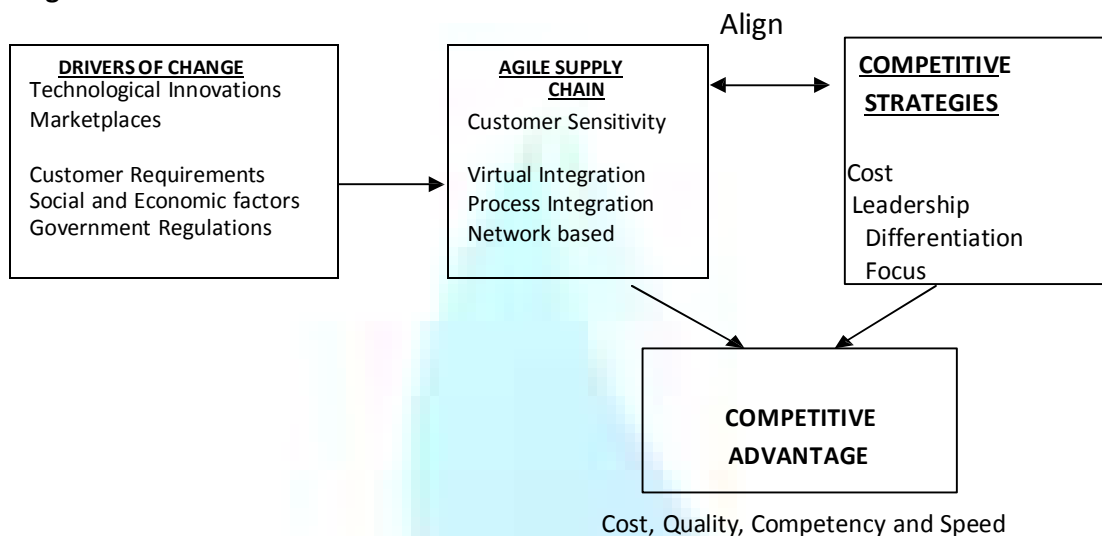 Align
DRIVERS OF CHANGE
Technological Innovations
Marketplaces
Customer Requirements
Social and Economic factors
Government Regulations
AGILE SUPPLY
CHAIN
Customer Sensitivity
Virtual Integration
Process Integration
Network based
COMPETITIVE
STRATEGIES
Cost
Leadership
Differentiation
Focus
COMPETITIVE
ADVANTAGE
Cost, Quality, Competency and Speed